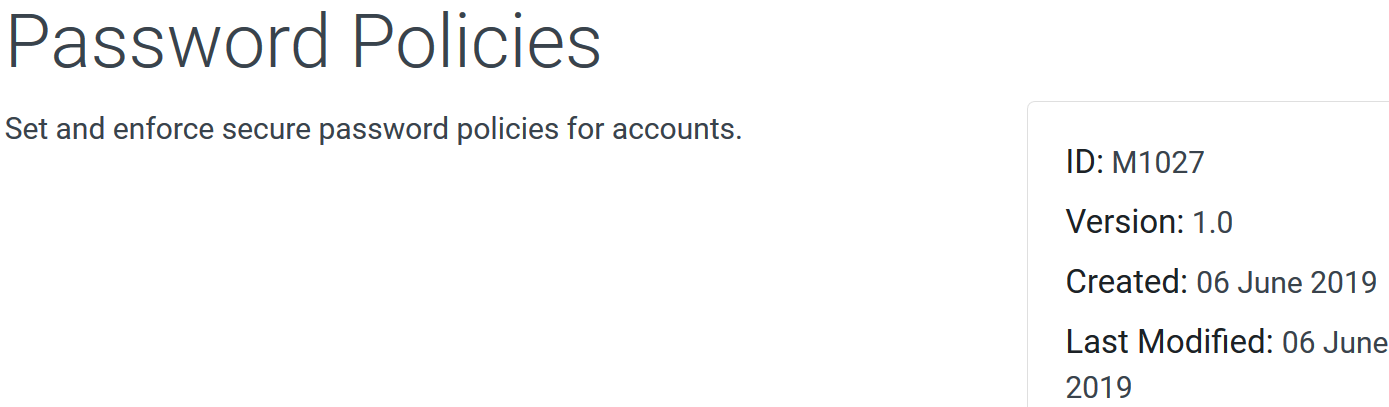 Password Policies
Set and enforce secure password policies for accounts.
ID: M1027
Version: 1.0
Created: 06 June 2019
Last Modified: 06 June
2019